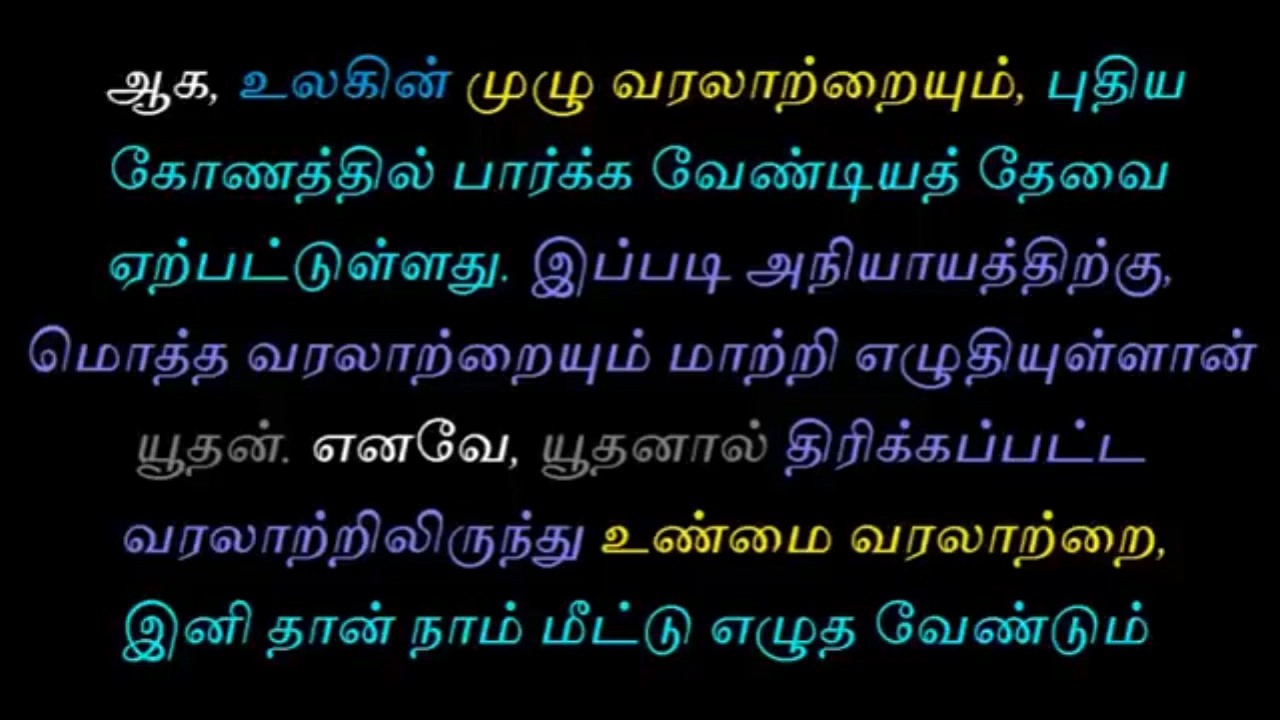 ஆக, உலகின் முழு வரலாற்றையும், புதிய
கோணத்தில் பார்க்க வேண்டியத் தேவை
ஏற்பட்டுள்ளது. இப்படி அநியாயத்திற்கு,
மொத்த வரலாற்றையும் மாற்றி எழுதியுள்ளான்
யூதன். எனவே, யூதனால் திரிக்கப்பட்ட
வரலாற்றிலிருந்து உண்மை வரலாற்றை,
இனி தான் நாம் மீட்டு எழுத வேண்டும்